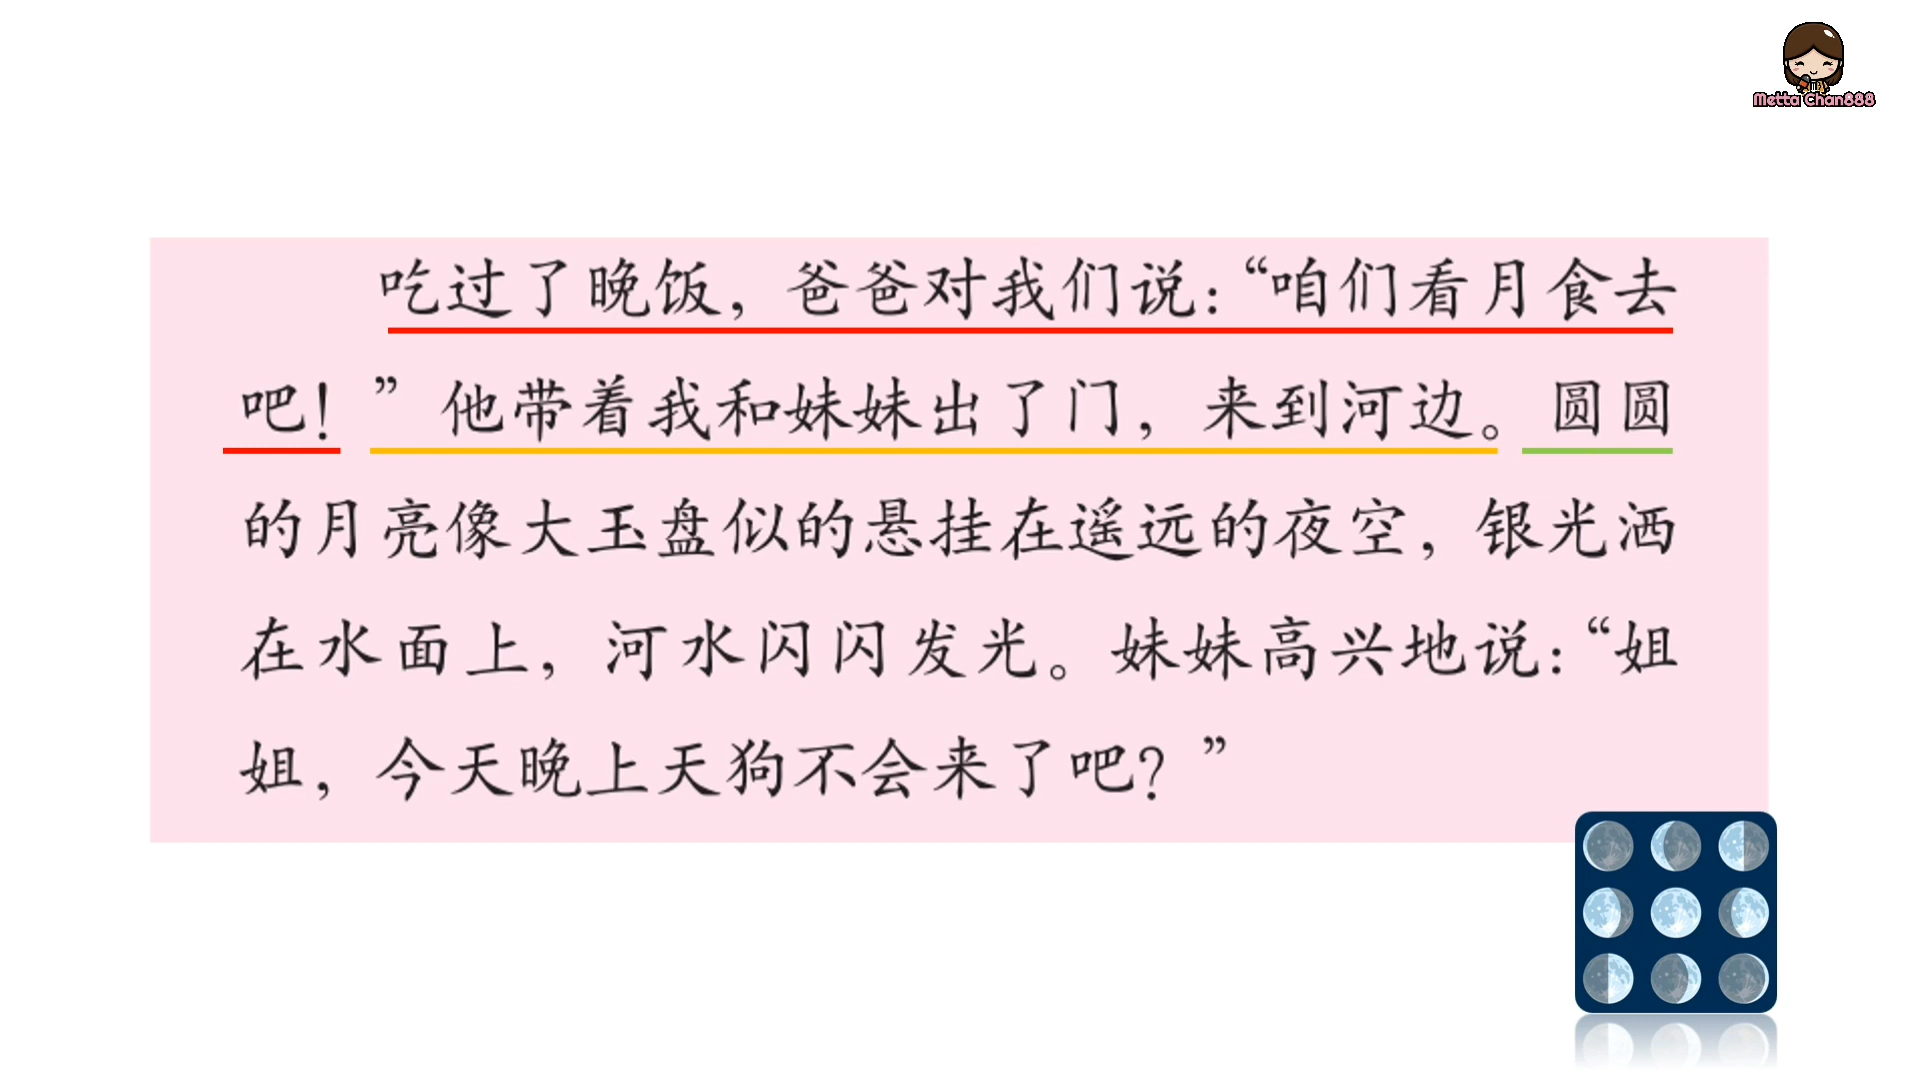 Metta Chan888
吃过了晚饭，爸爸对我们说：“咱们看月食去
吧！”他带着我和妹妹出了门，来到河边。圆圆
的月亮像大玉盘似的悬挂在遥远的夜空，银光洒
在水面上，河水闪闪发光。妹妹高兴地说：“姐
姐，今天晚上天狗不会来了吧？”